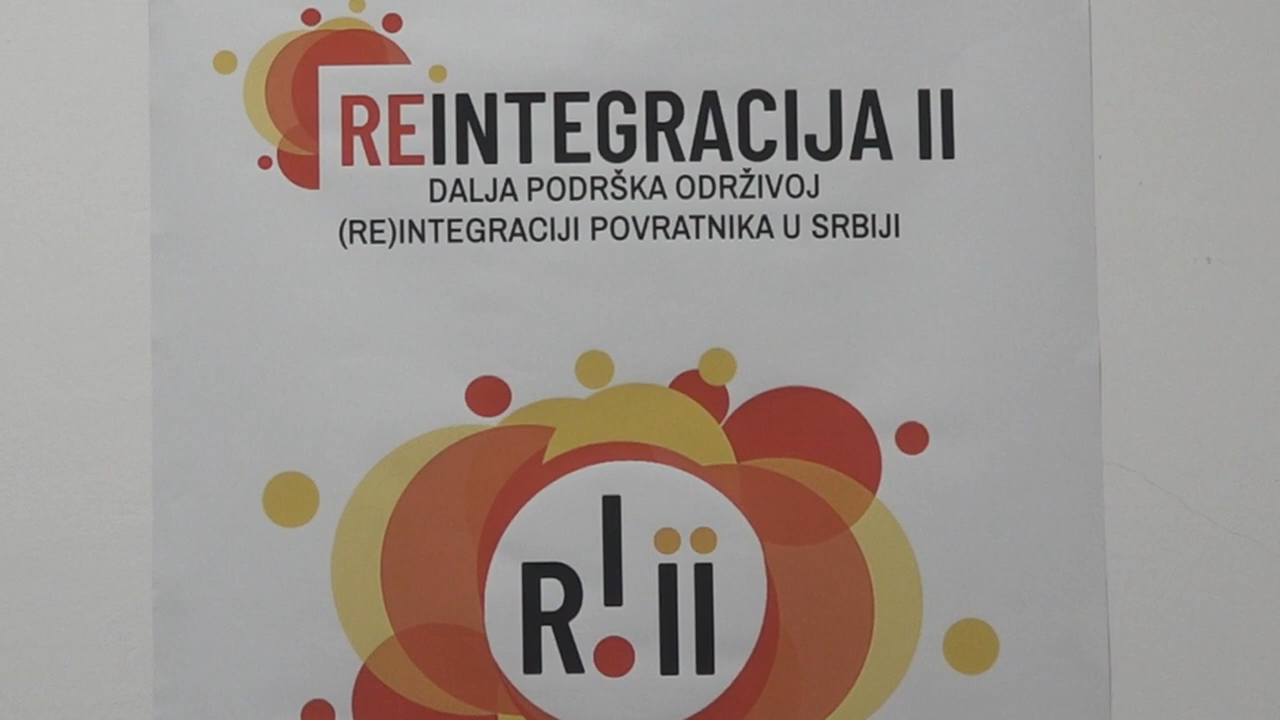 REINTEGRACIJA II
DALJA PODRŠKA ODRŽIVOJ
(RE)INTEGRACIJI POVRATNIKA U SRBIJI
R!ii